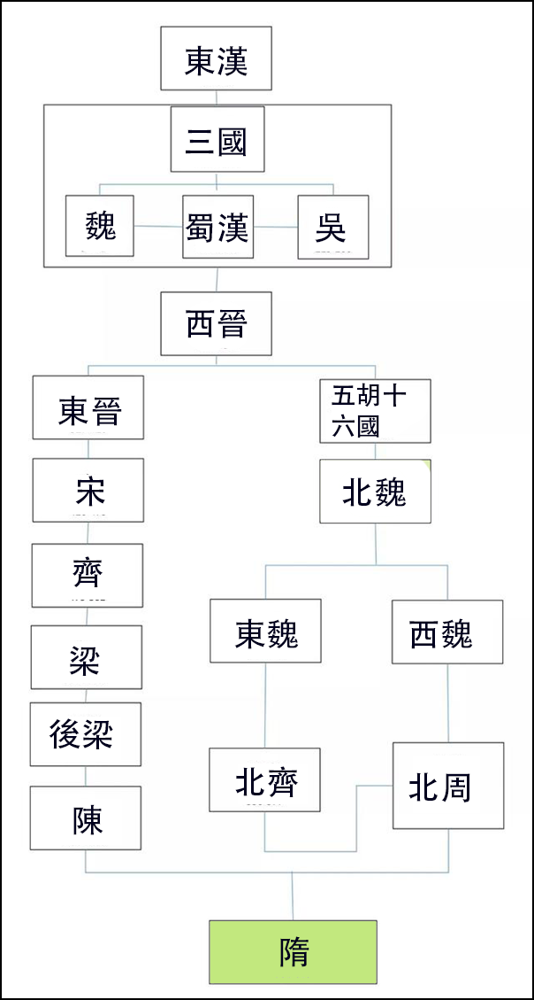 東漢
三國
魏
蜀漢
吳
西晉
東晉
五胡十
六國
宋
北魏
齊
東魏
西魏
梁
後梁
北齊
北周
陳
隋